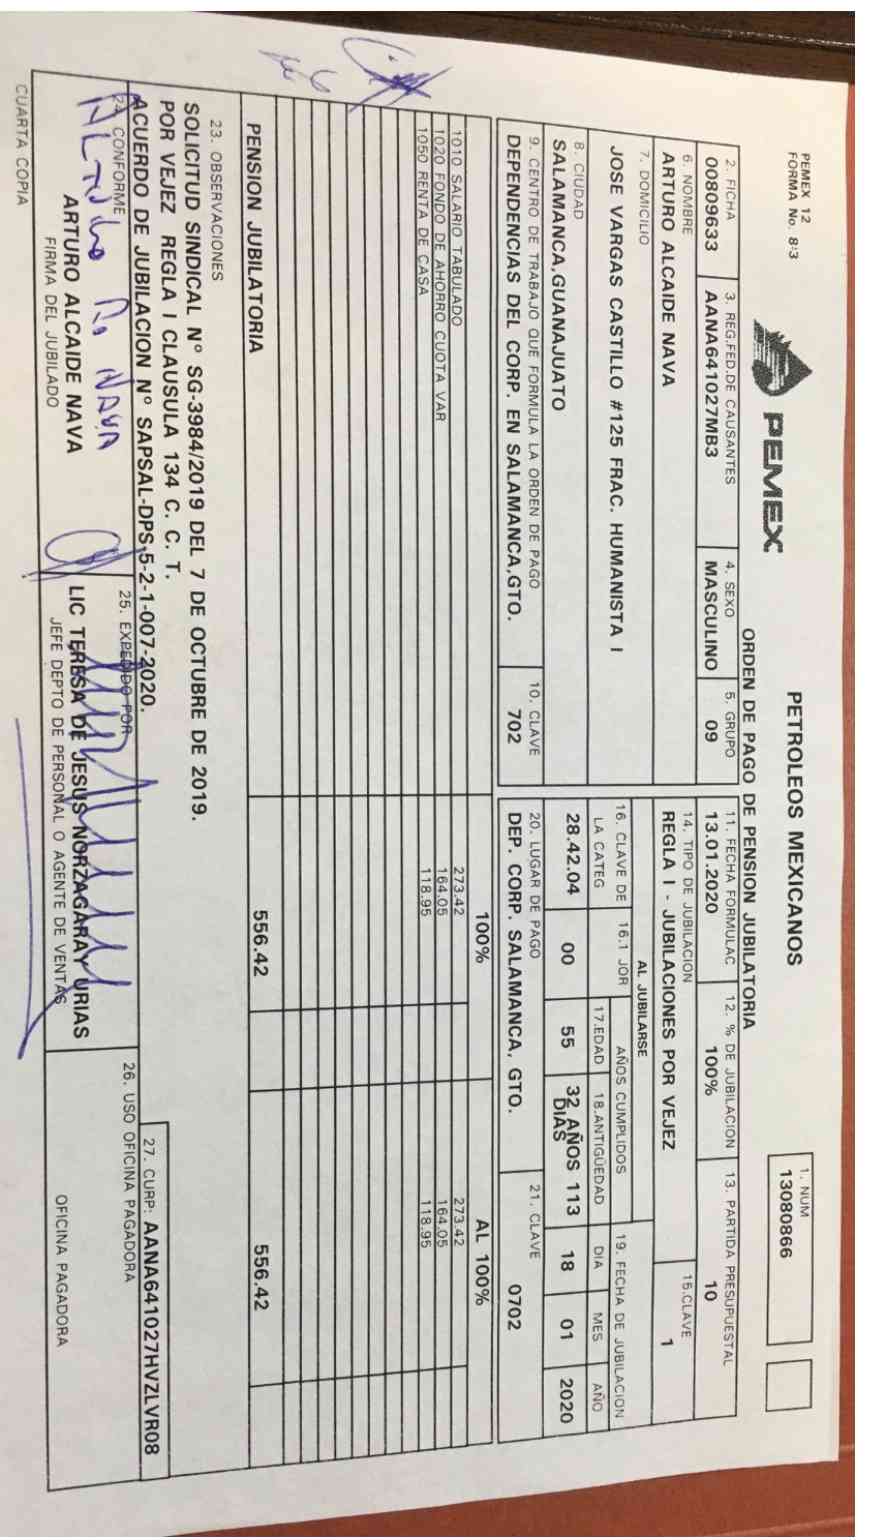 PEMEX 12
FORMA No. 8-3
PEMEX
PETROLEOS MEXICANOS
ORDEN DE PAGO DE PENSION JUBILATORIA
1. NUM
13080866
2. FICHA
00809633
3. REG.FED.DE CAUSANTES
AANA641027MB3
4. SEXO
MASCULINO
5. GRUPO
09
6. NOMBRE
ARTURO ALCAIDE NAVA
7. DOMICILIO
JOSE VARGAS CASTILLO #125 FRAC. HUMANISTA I
8. CIUDAD
SALAMANCA,GUANAJUATO
9. CENTRO DE TRABAJO QUE FORMULA LA ORDEN DE PAGO
DEPENDENCIAS DEL CORP. EN SALAMANCA,GTO.
10. CLAVE
702
11. FECHA FORMULAC
13.01.2020
12. % DE JUBILACION
100%
13. PARTIDA PRESUPUESTAL
10
14. TIPO DE JUBILACION
REGLA I - JUBILACIONES POR VEJEZ
15.CLAVE
1
AL JUBILARSE
16. CLAVE DE
LA CATEG
28.42.04
16.1 JOR
00
AÑOS CUMPLIDOS
17.EDAD
55
18.ANTIGÜEDAD
32 AÑOS 113
DIAS
19. FECHA DE JUBILACION
DIA MES AÑO
18 01 2020
20. LUGAR DE PAGO
DEP. CORP. SALAMANCA, GTO.
21. CLAVE
0702
100% AL 100%
1010 SALARIO TABULADO 273.42 273.42
1020 FONDO DE AHORRO CUOTA VAR 164.05 164.05
1050 RENTA DE CASA 118.95 118.95
PENSION JUBILATORIA 556.42 556.42
23. OBSERVACIONES
SOLICITUD SINDICAL N° SG-3984/2019 DEL 7 DE OCTUBRE DE 2019.
POR VEJEZ REGLA I CLAUSULA 134 C. C. T.
ACUERDO DE JUBILACION N° SAPSAL-DPS,5-2-1-007-2020.
27. CURP: AANA641027HVZLVR08
24. CONFORME
ARTURO ALCAIDE NAVA
FIRMA DEL JUBILADO
25. EXPEDIDO POR
LIC TERESA DE JESUS NORZAGARAY URIAS
JEFE DEPTO DE PERSONAL O AGENTE DE VENTAS
26. USO OFICINA PAGADORA
OFICINA PAGADORA
CUARTA COPIA